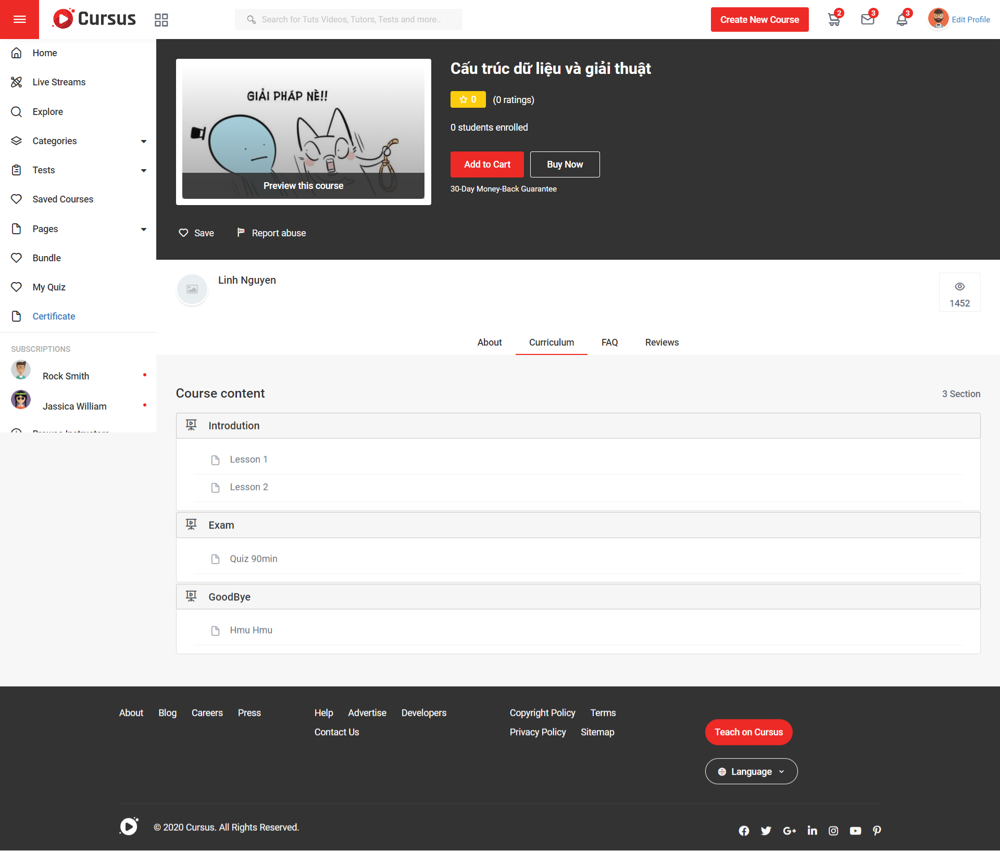 Cursus
Search for Tuts Videos, Tutors, Tests and more..
Create New Course
2
3
3
Edit Profile
Home
Live Streams
Explore
Categories
Tests
Saved Courses
Pages
Bundle
My Quiz
Certificate
SUBSCRIPTIONS
Rock Smith
Jassica William
Browse Instructors
GIẢI PHÁP NÈ!!
Preview this course
Cấu trúc dữ liệu và giải thuật
0 (0 ratings)
0 students enrolled
Add to Cart
Buy Now
30-Day Money-Back Guarantee
Save
Report abuse
Linh Nguyen
1452
About
Curriculum
FAQ
Reviews
Course content
3 Section
Introdution
Lesson 1
Lesson 2
Exam
Quiz 90min
GoodBye
Hmu Hmu
About Blog Careers Press
Help Advertise Developers
Contact Us
Copyright Policy Terms
Privacy Policy Sitemap
Teach on Cursus
Language
© 2020 Cursus. All Rights Reserved.